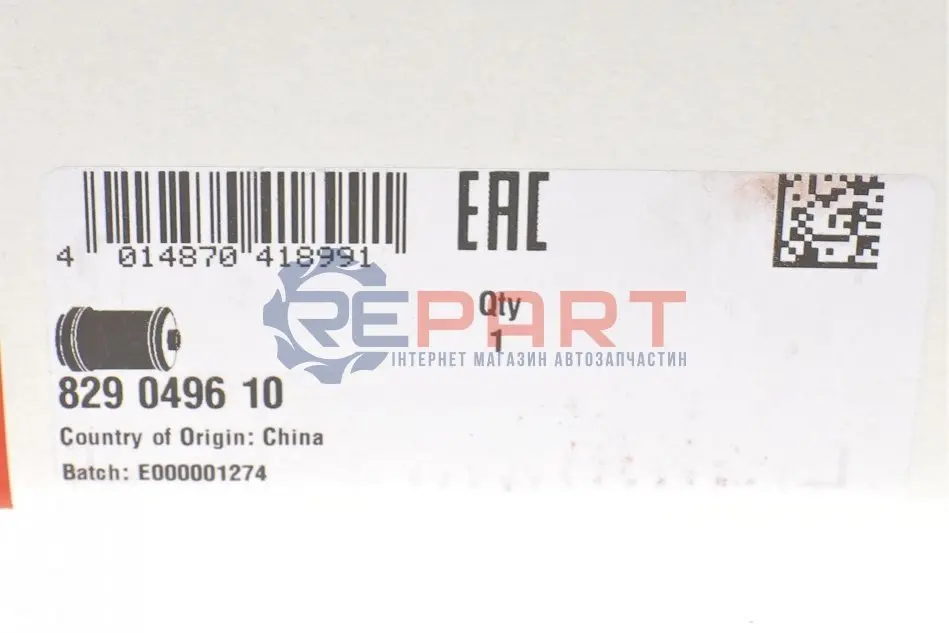 EAC
4 014870 418991
Qty
1
REPART
ІНТЕРНЕТ МАГАЗИН АВТОЗАПЧАСТИН
829 0496 10
Country of Origin: China
Batch: E000001274